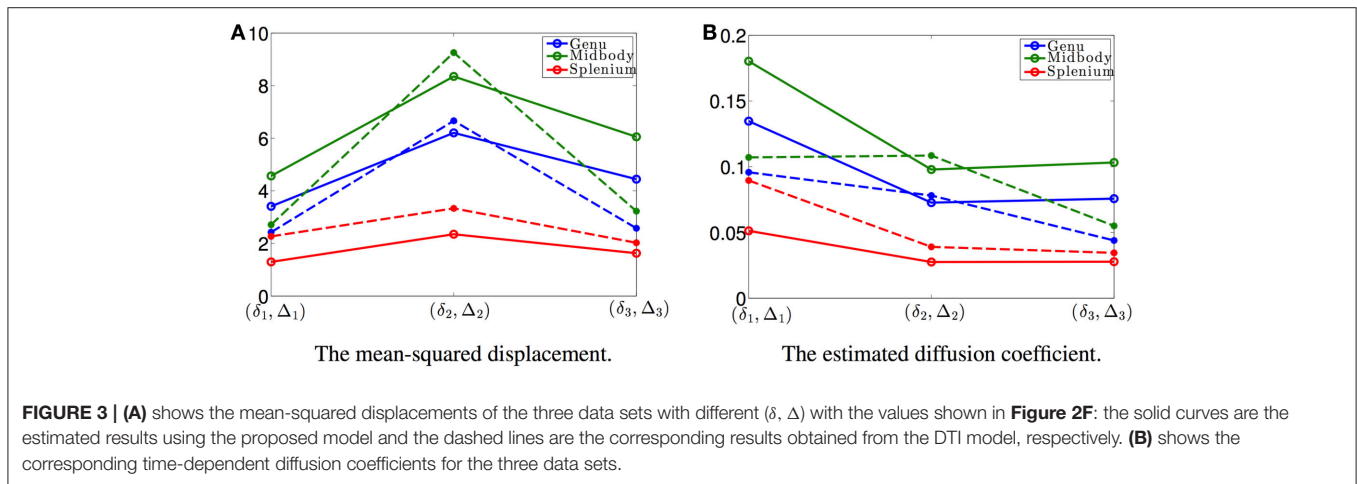 A
10
8
6
4
2
0
Genu
Midbody
Splenium
(δ₁, Δ₁) (δ₂, Δ₂) (δ₃, Δ₃)
The mean-squared displacement.
B
0.2
0.15
0.1
0.05
0
Genu
Midbody
Splenium
(δ₁, Δ₁) (δ₂, Δ₂) (δ₃, Δ₃)
The estimated diffusion coefficient.
FIGURE 3 | (A) shows the mean-squared displacements of the three data sets with different (δ, Δ) with the values shown in Figure 2F: the solid curves are the
estimated results using the proposed model and the dashed lines are the corresponding results obtained from the DTI model, respectively. (B) shows the
corresponding time-dependent diffusion coefficients for the three data sets.